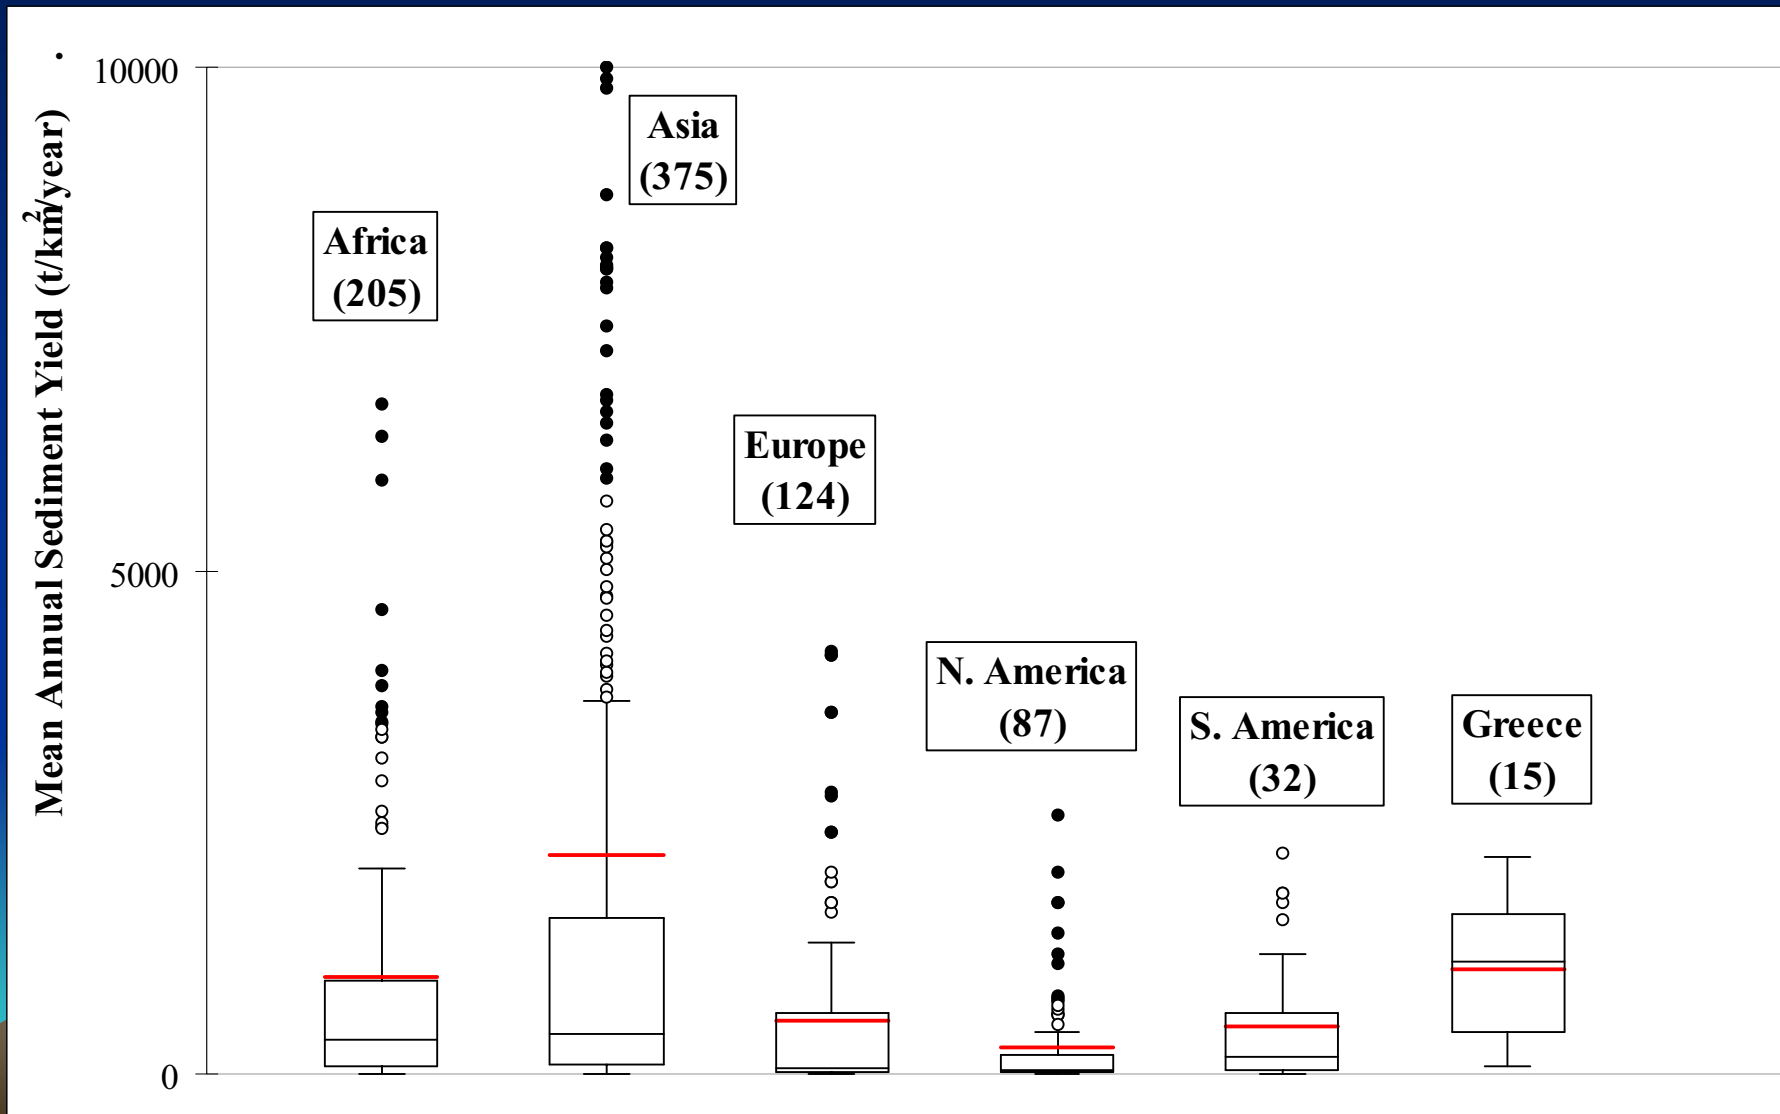 Mean Annual Sediment Yield (t/km2/year) .
10000
5000
0
Africa
(205)
Asia
(375)
Europe
(124)
N. America
(87)
S. America
(32)
Greece
(15)